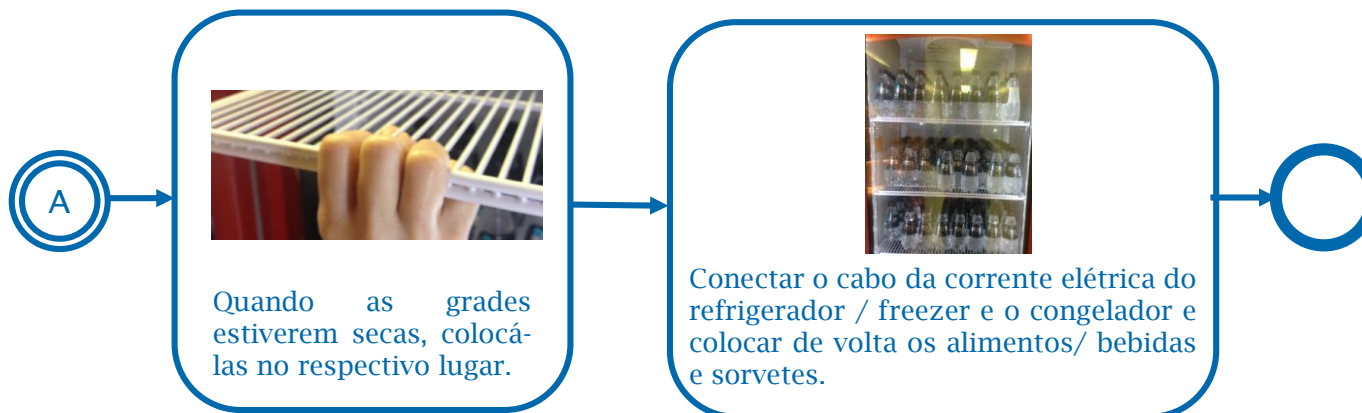 A
Quando as grades
estiverem secas, colocá-
las no respectivo lugar.
Conectar o cabo da corrente elétrica do
refrigerador / freezer e o congelador e
colocar de volta os alimentos/ bebidas
e sorvetes.